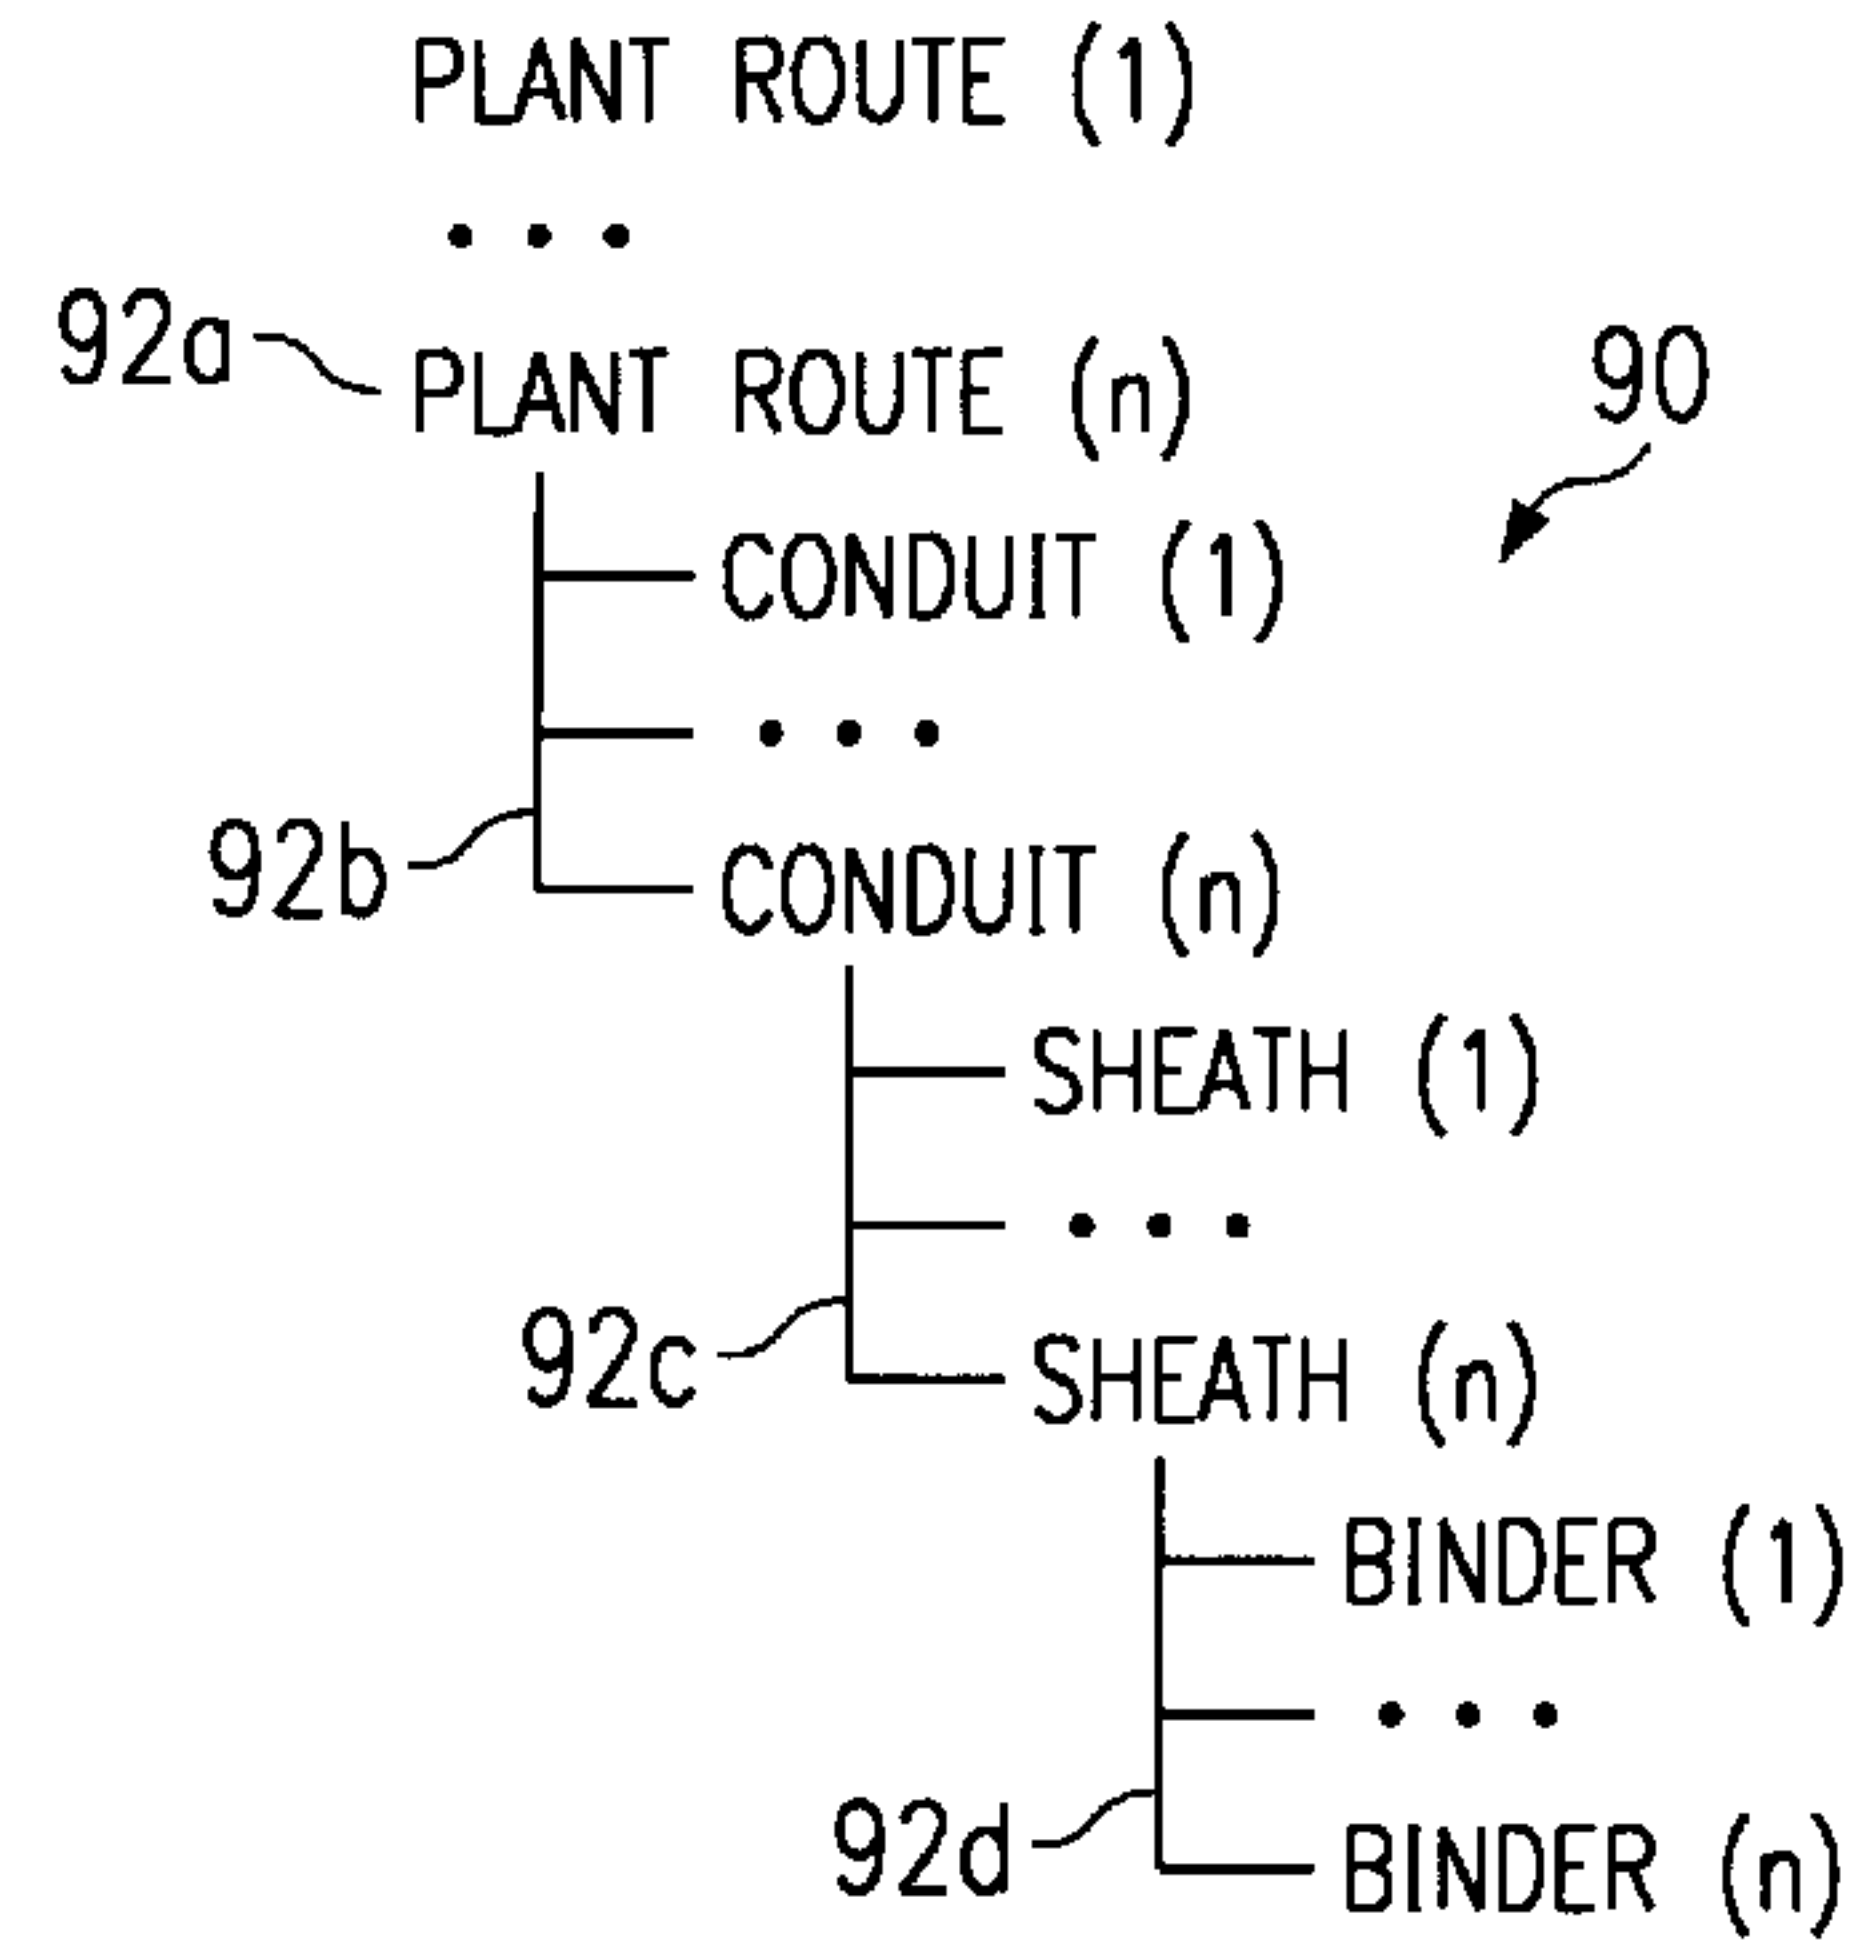 PLANT ROUTE (1)
• • •
92a
PLANT ROUTE (n)
90
CONDUIT (1)
• • •
92b
CONDUIT (n)
SHEATH (1)
• • •
92c
SHEATH (n)
BINDER (1)
• • •
92d
BINDER (n)